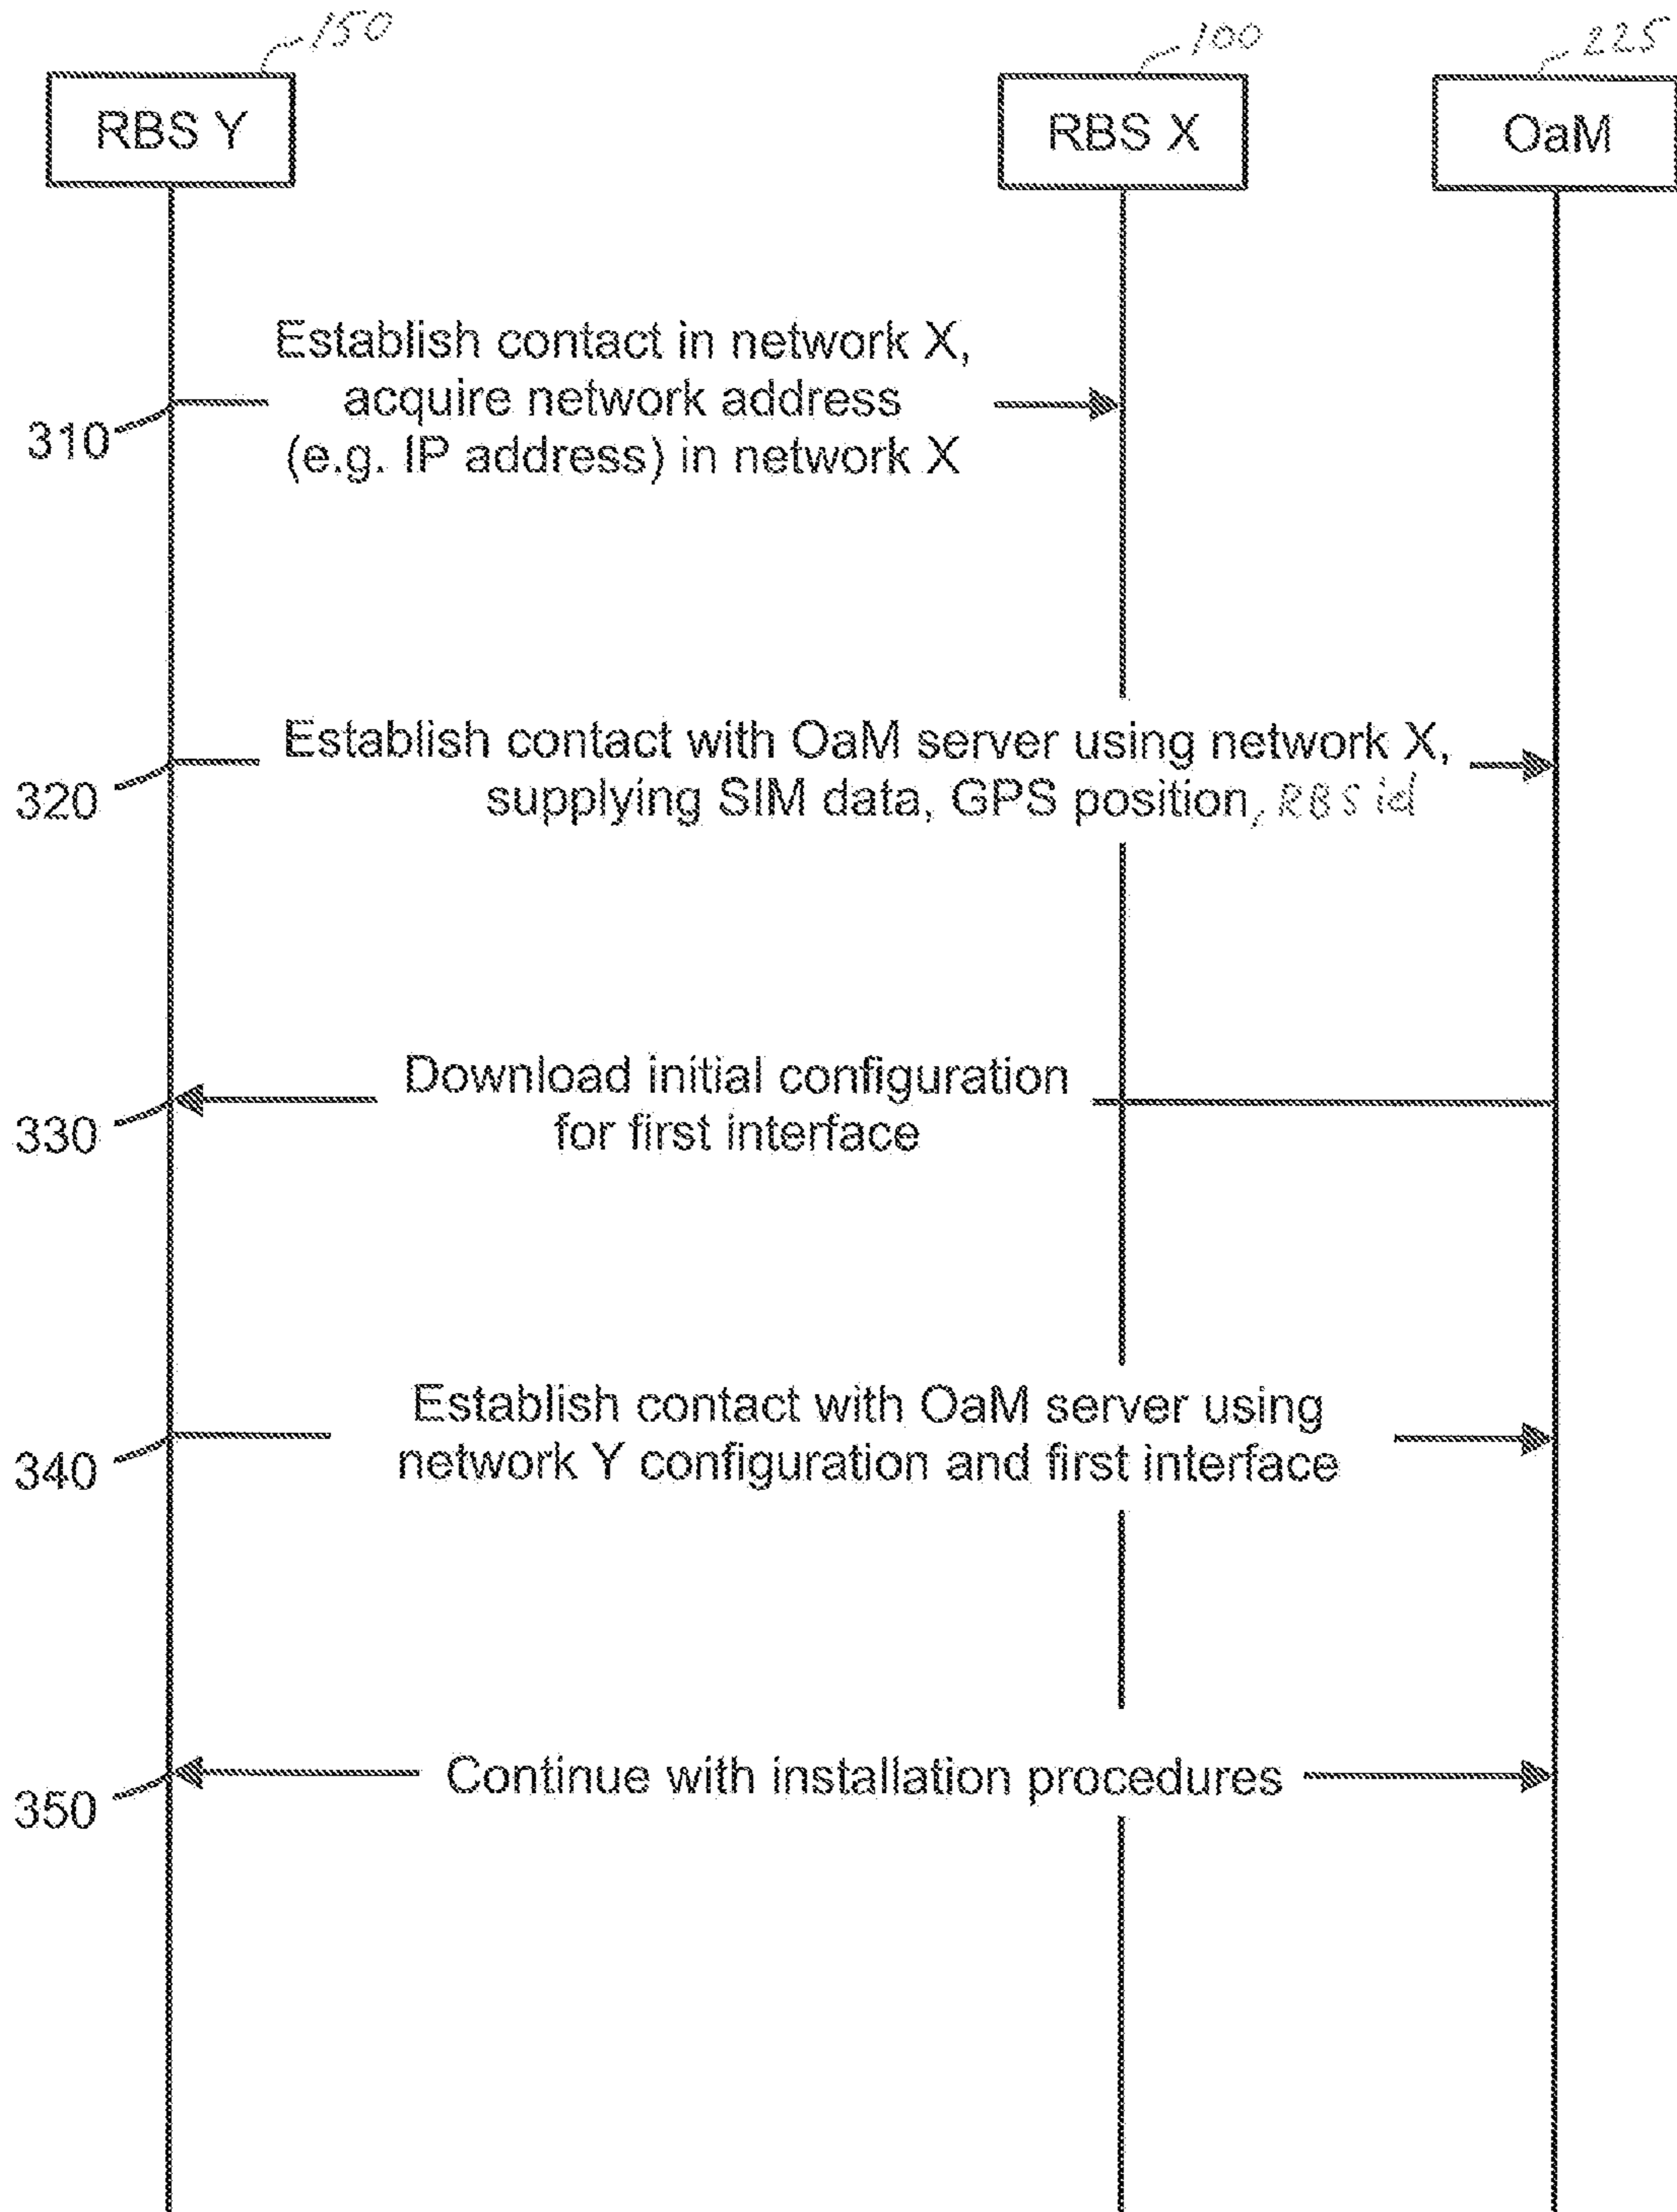 150
100
225
RBS Y
RBS X
OaM
Establish contact in network X,
acquire network address
(e.g. IP address) in network X
310
Establish contact with OaM server using network X,
supplying SIM data, GPS position, RBS id
320
Download initial configuration
for first interface
330
Establish contact with OaM server using
network Y configuration and first interface
340
Continue with installation procedures
350